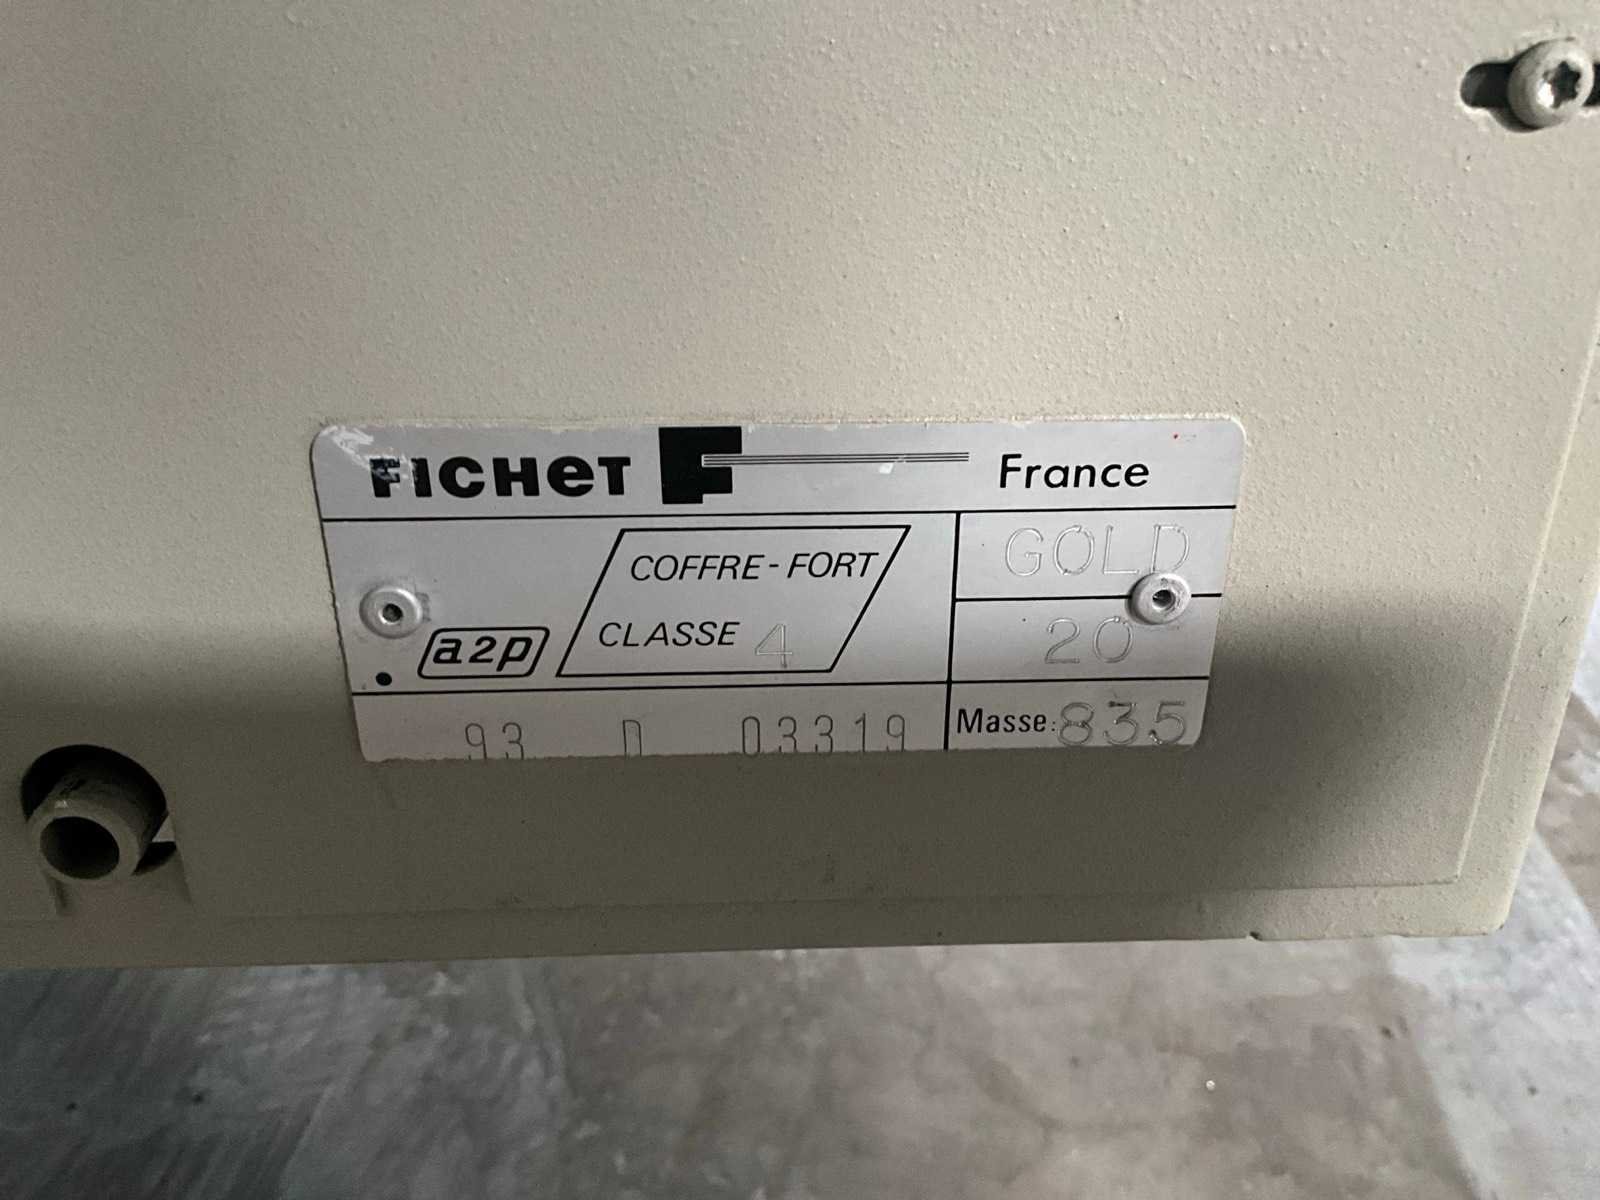 FICHET F France
COFFRE-FORT
GOLD
a2p CLASSE 4
20
93 D 03319
Masse: 835